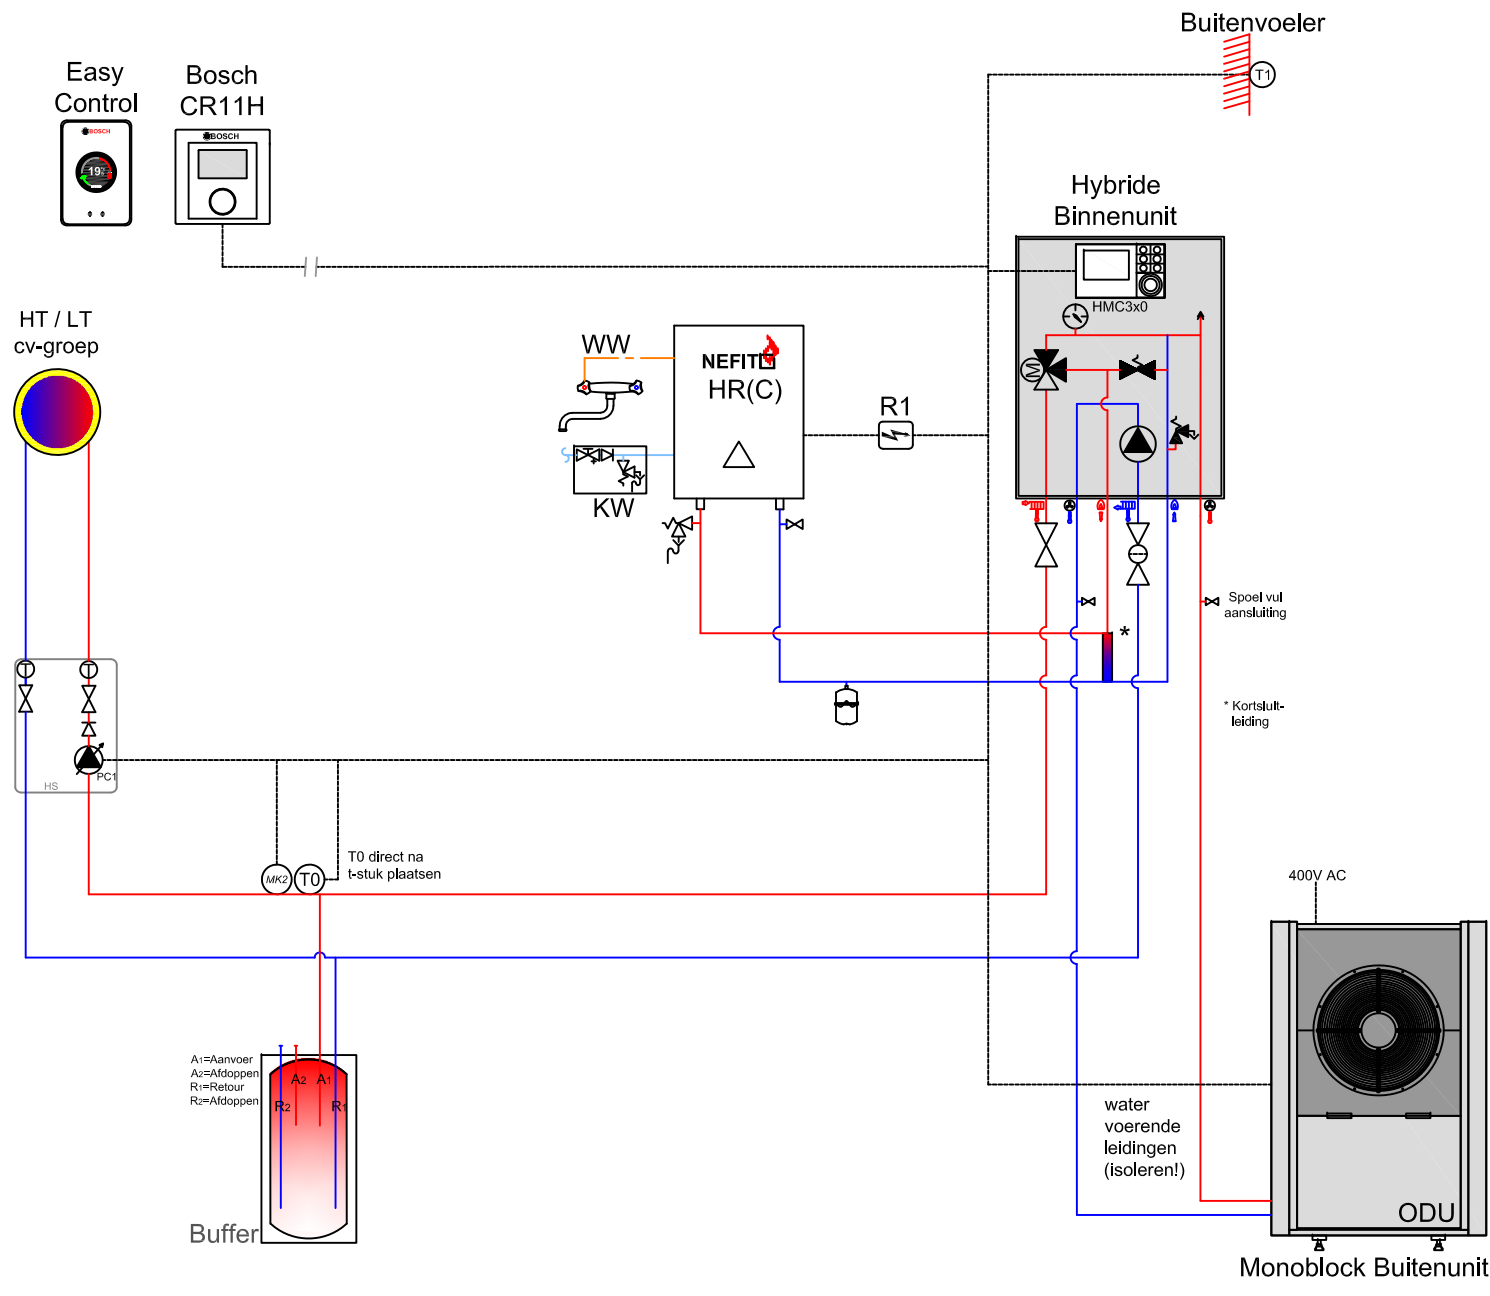 Buitenvoeler
T1
Easy
Control
BOSCH
19
Bosch
CR11H
BOSCH
Hybride
Binnenunit
HMC3x0
M
HT / LT
cv-groep
WW
NEFIT
HR(C)
R1
KW
Spoel vul
aansluiting
*
* Kortsluit-
leiding
T
T
PC1
HS
MK2
T0
T0 direct na
t-stuk plaatsen
400V AC
A1=Aanvoer
A2=Afdoppen
R1=Retour
R2=Afdoppen
A2
A1
R2
R1
Buffer
water
voerende
leidingen
(isoleren!)
ODU
Monoblock Buitenunit